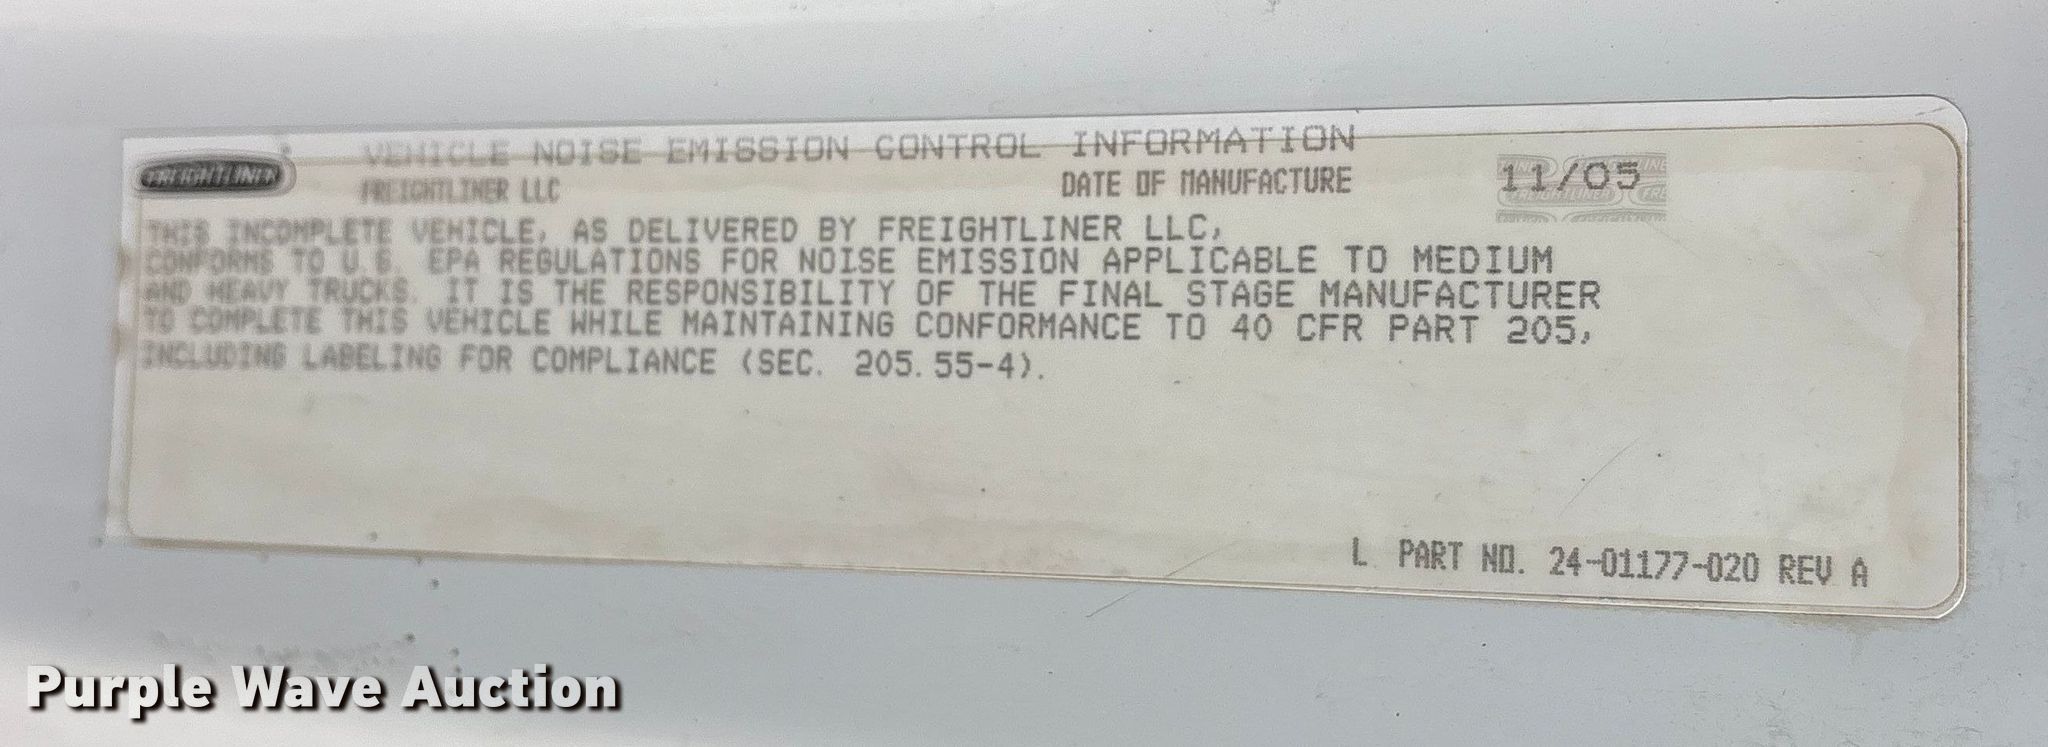 VEHICLE NOISE EMISSION CONTROL INFORMATION
FREIGHTLINER
FREIGHTLINER LLC DATE OF MANUFACTURE 11/05
THIS INCOMPLETE VEHICLE, AS DELIVERED BY FREIGHTLINER LLC,
CONFORMS TO U.S. EPA REGULATIONS FOR NOISE EMISSION APPLICABLE TO MEDIUM
AND HEAVY TRUCKS. IT IS THE RESPONSIBILITY OF THE FINAL STAGE MANUFACTURER
TO COMPLETE THIS VEHICLE WHILE MAINTAINING CONFORMANCE TO 40 CFR PART 205,
INCLUDING LABELING FOR COMPLIANCE (SEC. 205.55-4).
L PART NO. 24-01177-020 REV A
Purple Wave Auction